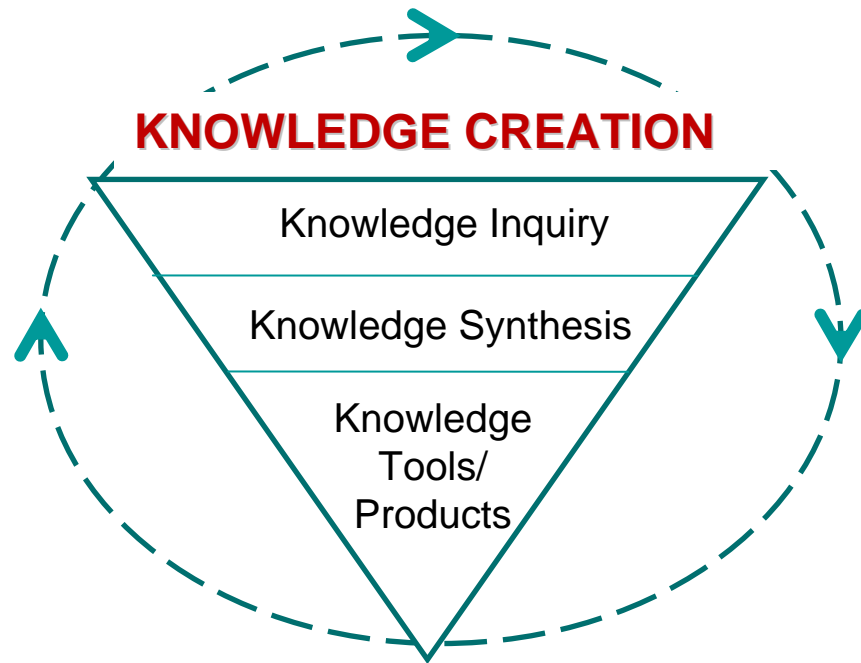 KNOWLEDGE CREATION
Knowledge Inquiry
Knowledge Synthesis
Knowledge
Tools/
Products